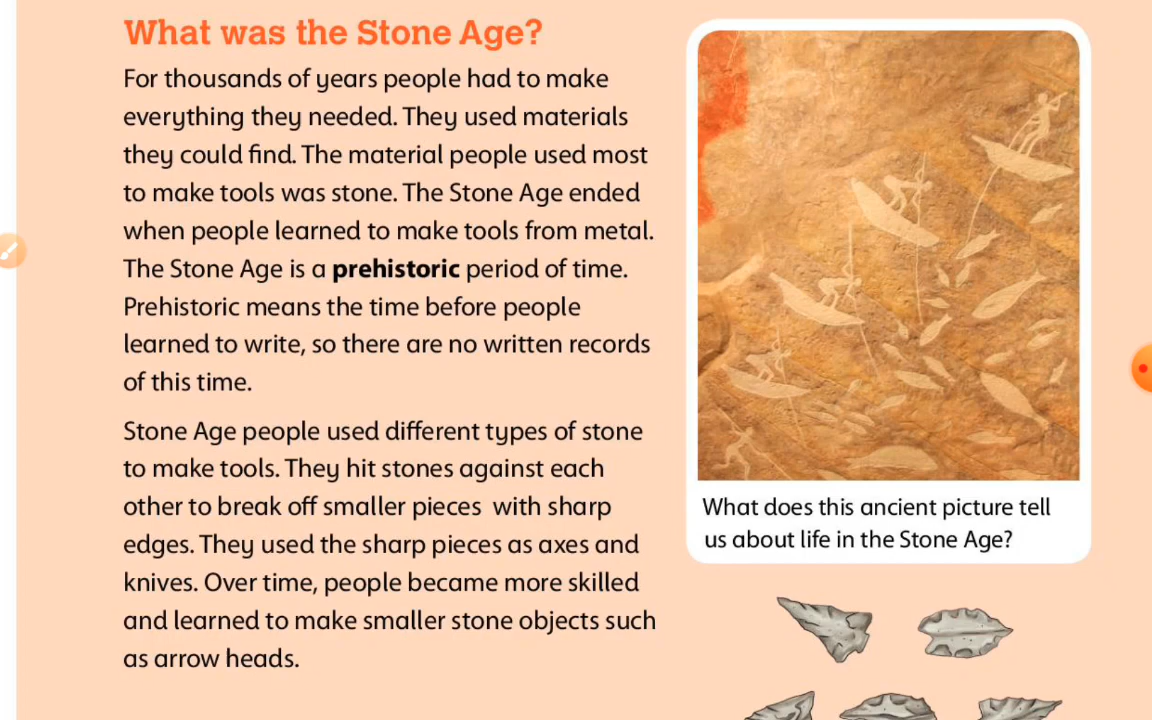 What was the Stone Age?
For thousands of years people had to make
everything they needed. They used materials
they could find. The material people used most
to make tools was stone. The Stone Age ended
when people learned to make tools from metal.
The Stone Age is a prehistoric period of time.
Prehistoric means the time before people
learned to write, so there are no written records
of this time.
Stone Age people used different types of stone
to make tools. They hit stones against each
other to break off smaller pieces with sharp
edges. They used the sharp pieces as axes and
knives. Over time, people became more skilled
and learned to make smaller stone objects such
as arrow heads.
What does this ancient picture tell
us about life in the Stone Age?